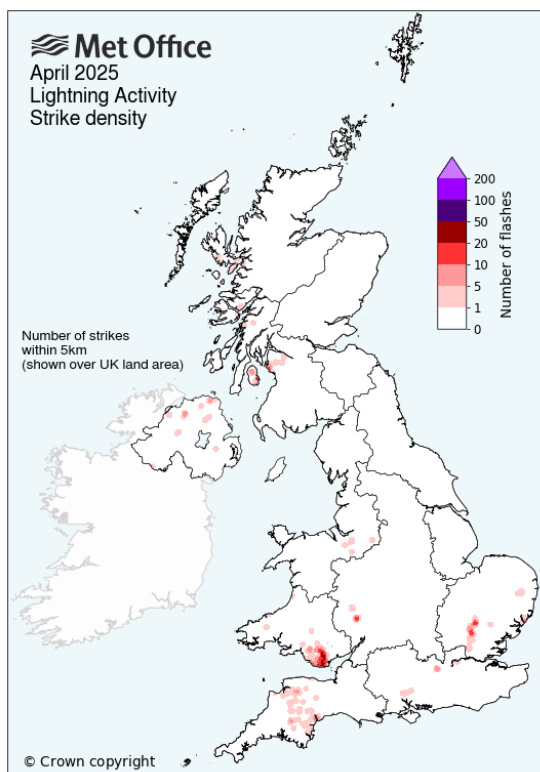 Met Office
April 2025
Lightning Activity
Strike density
200
100
50
20
10
5
1
0
Number of flashes
Number of strikes
within 5km
(shown over UK land area)
© Crown copyright